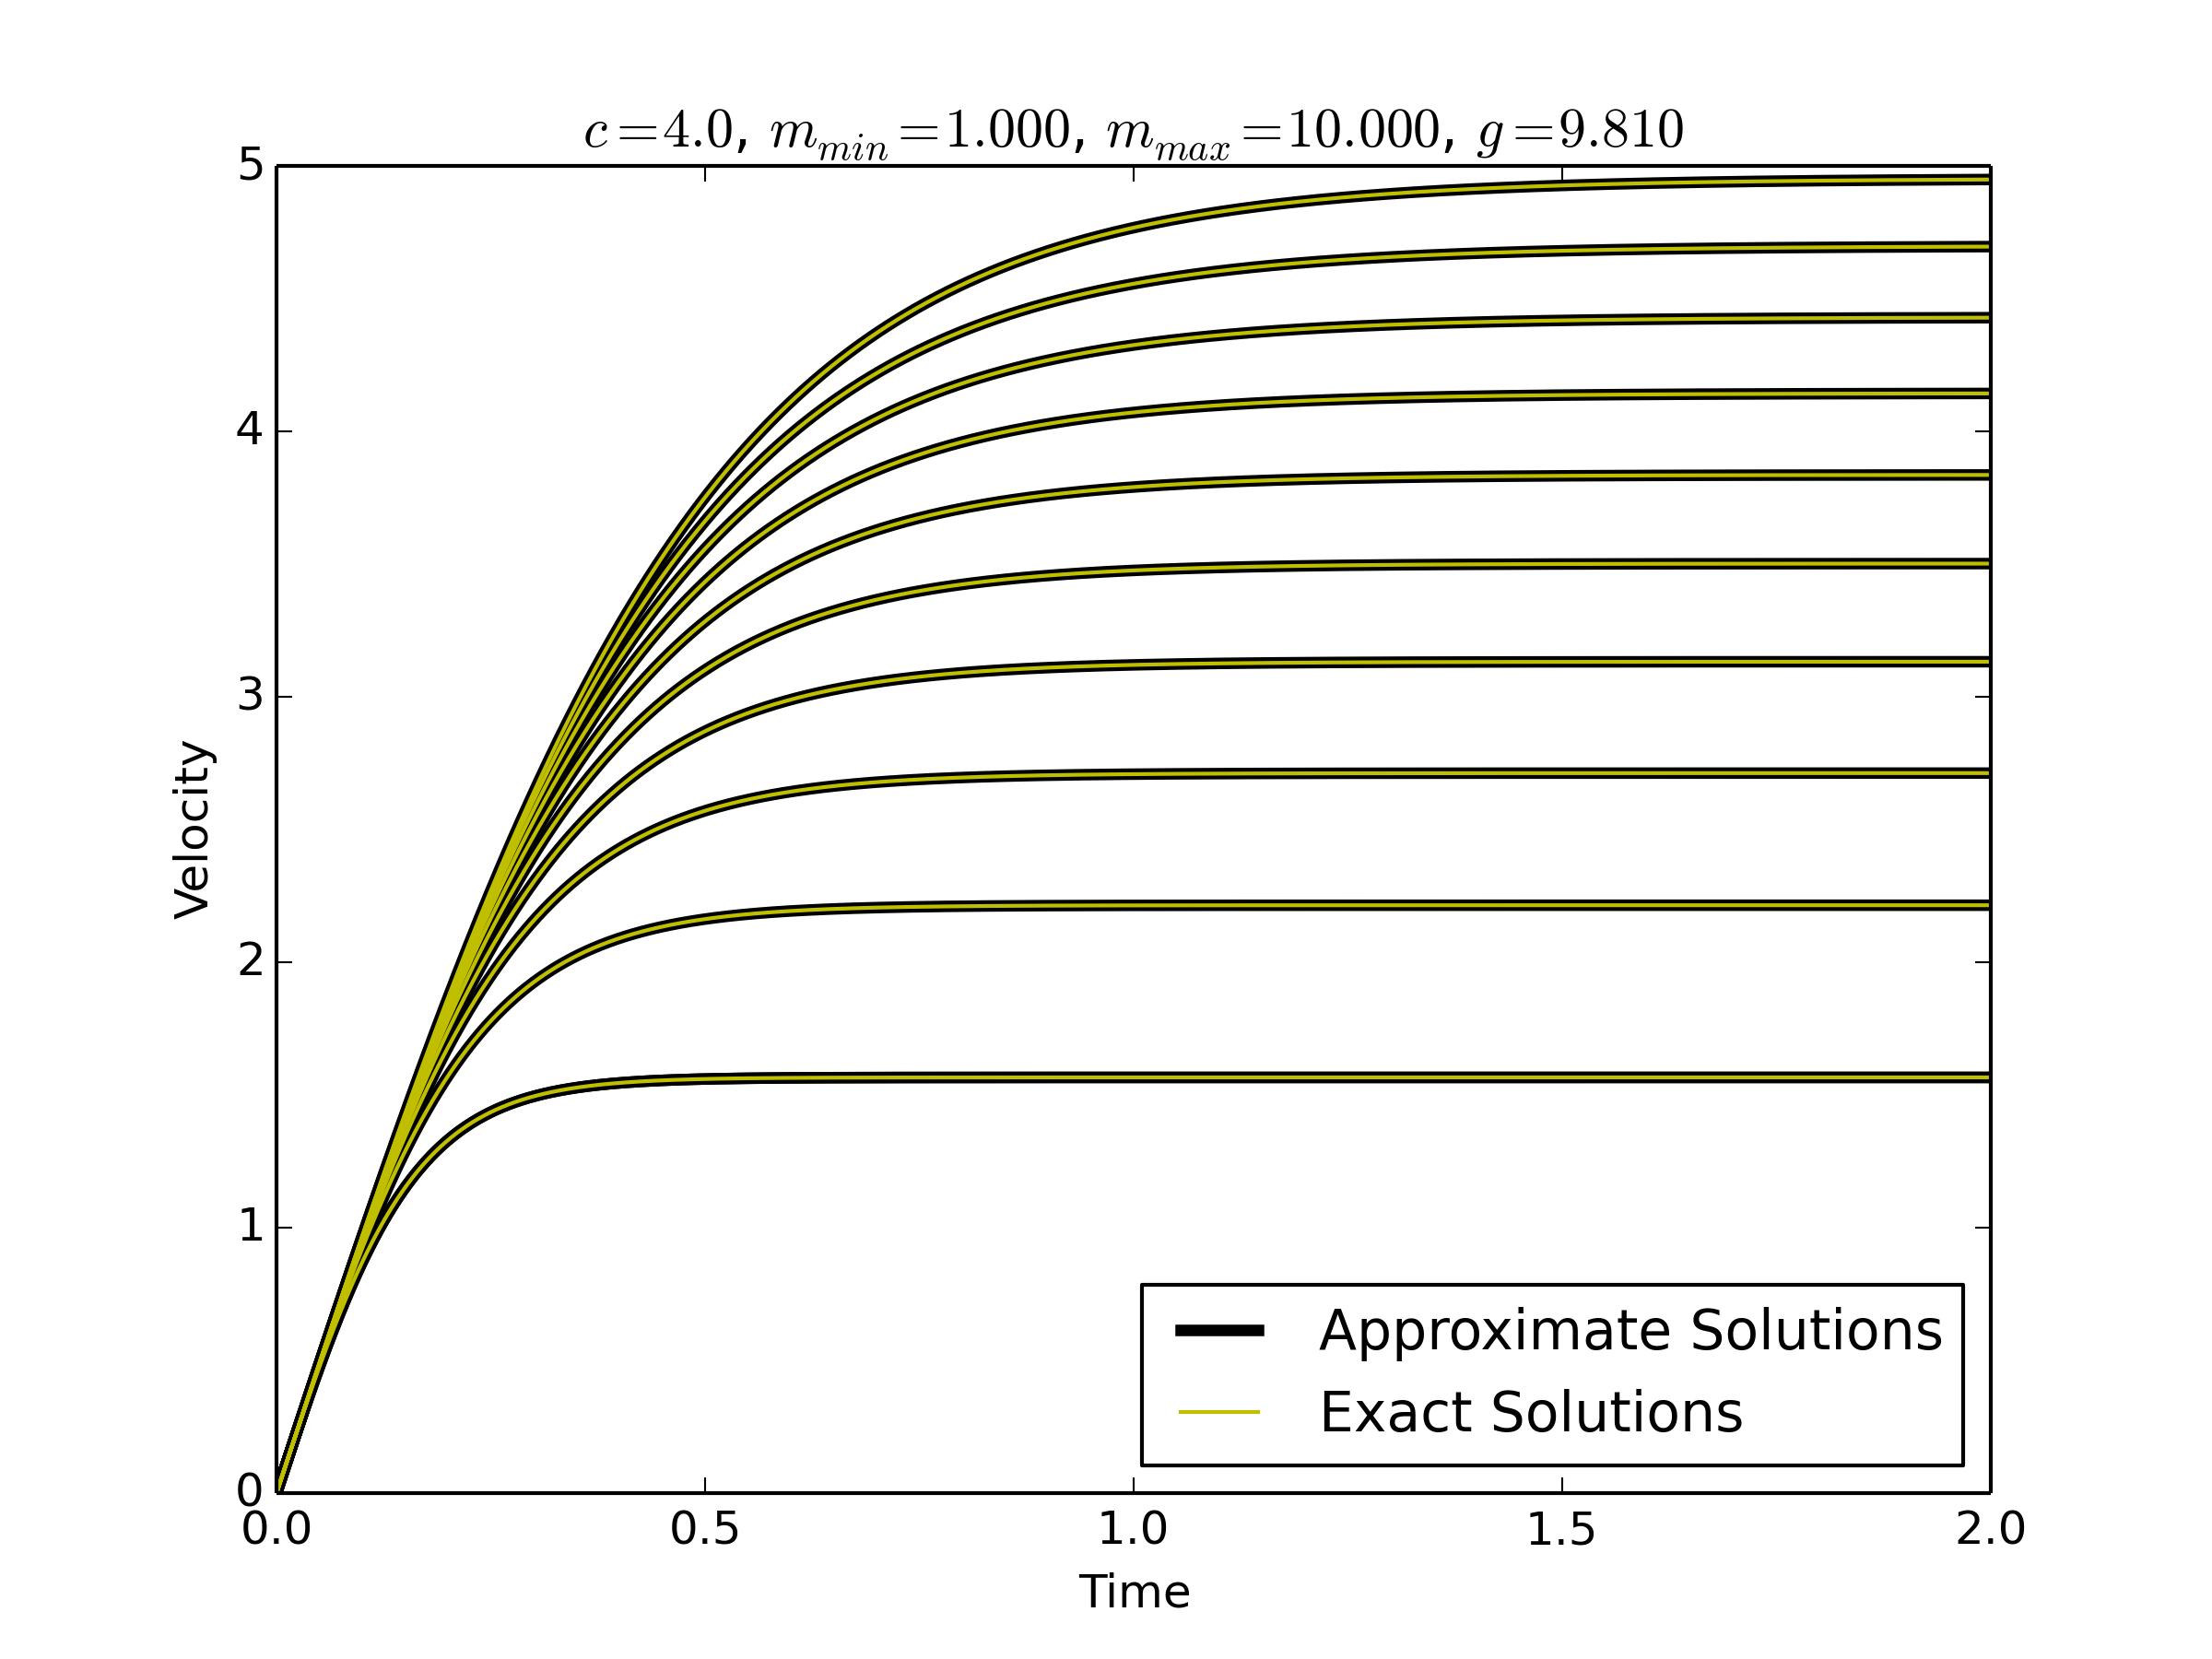 c=4.0, m_min=1.000, m_max=10.000, g=9.810
5
4
3
2
1
0
Velocity
Approximate Solutions
Exact Solutions
0.0 0.5 1.0 1.5 2.0
Time